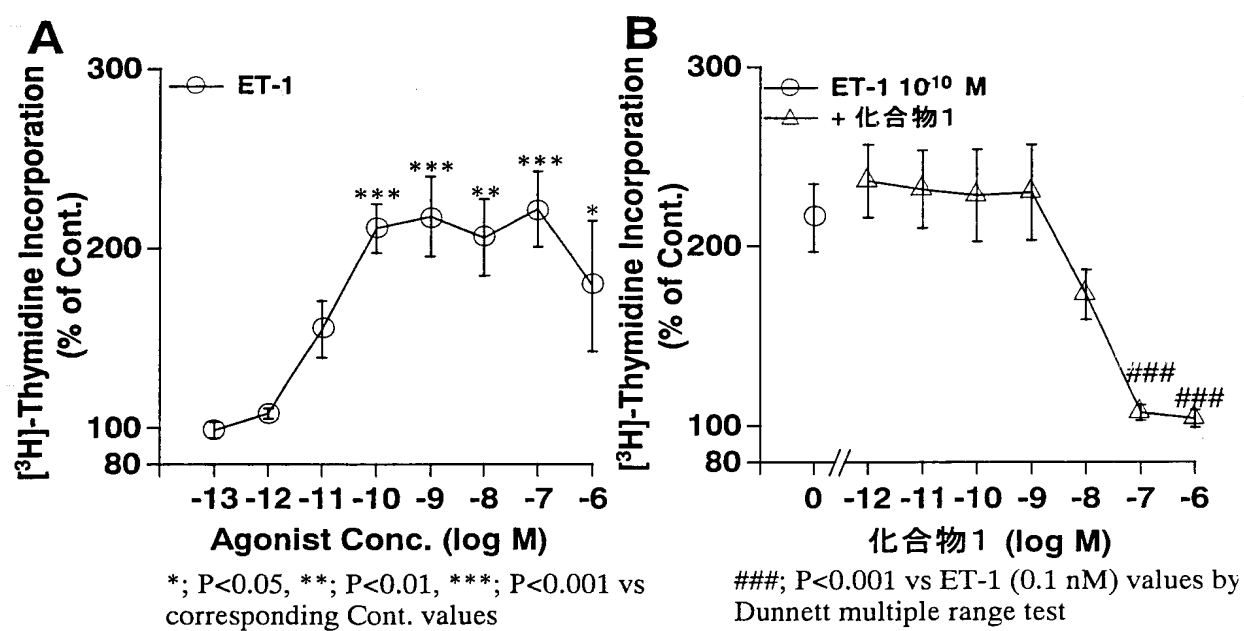 A
[³H]-Thymidine Incorporation
(% of Cont.)
300
200
100
80
ET-1
***
***
**
***
*
-13 -12 -11 -10 -9 -8 -7 -6
Agonist Conc. (log M)
*; P<0.05, **; P<0.01, ***; P<0.001 vs
corresponding Cont. values
B
[³H]-Thymidine Incorporation
(% of Cont.)
300
200
100
80
ET-1 10⁻¹⁰ M
+ 化合物1
###
###
0 -12 -11 -10 -9 -8 -7 -6
化合物1 (log M)
###; P<0.001 vs ET-1 (0.1 nM) values by
Dunnett multiple range test